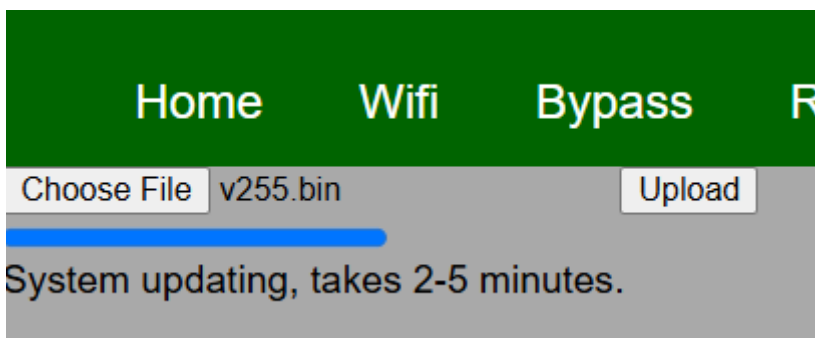 Home Wifi Bypass R
Choose File v255.bin Upload
System updating, takes 2-5 minutes.